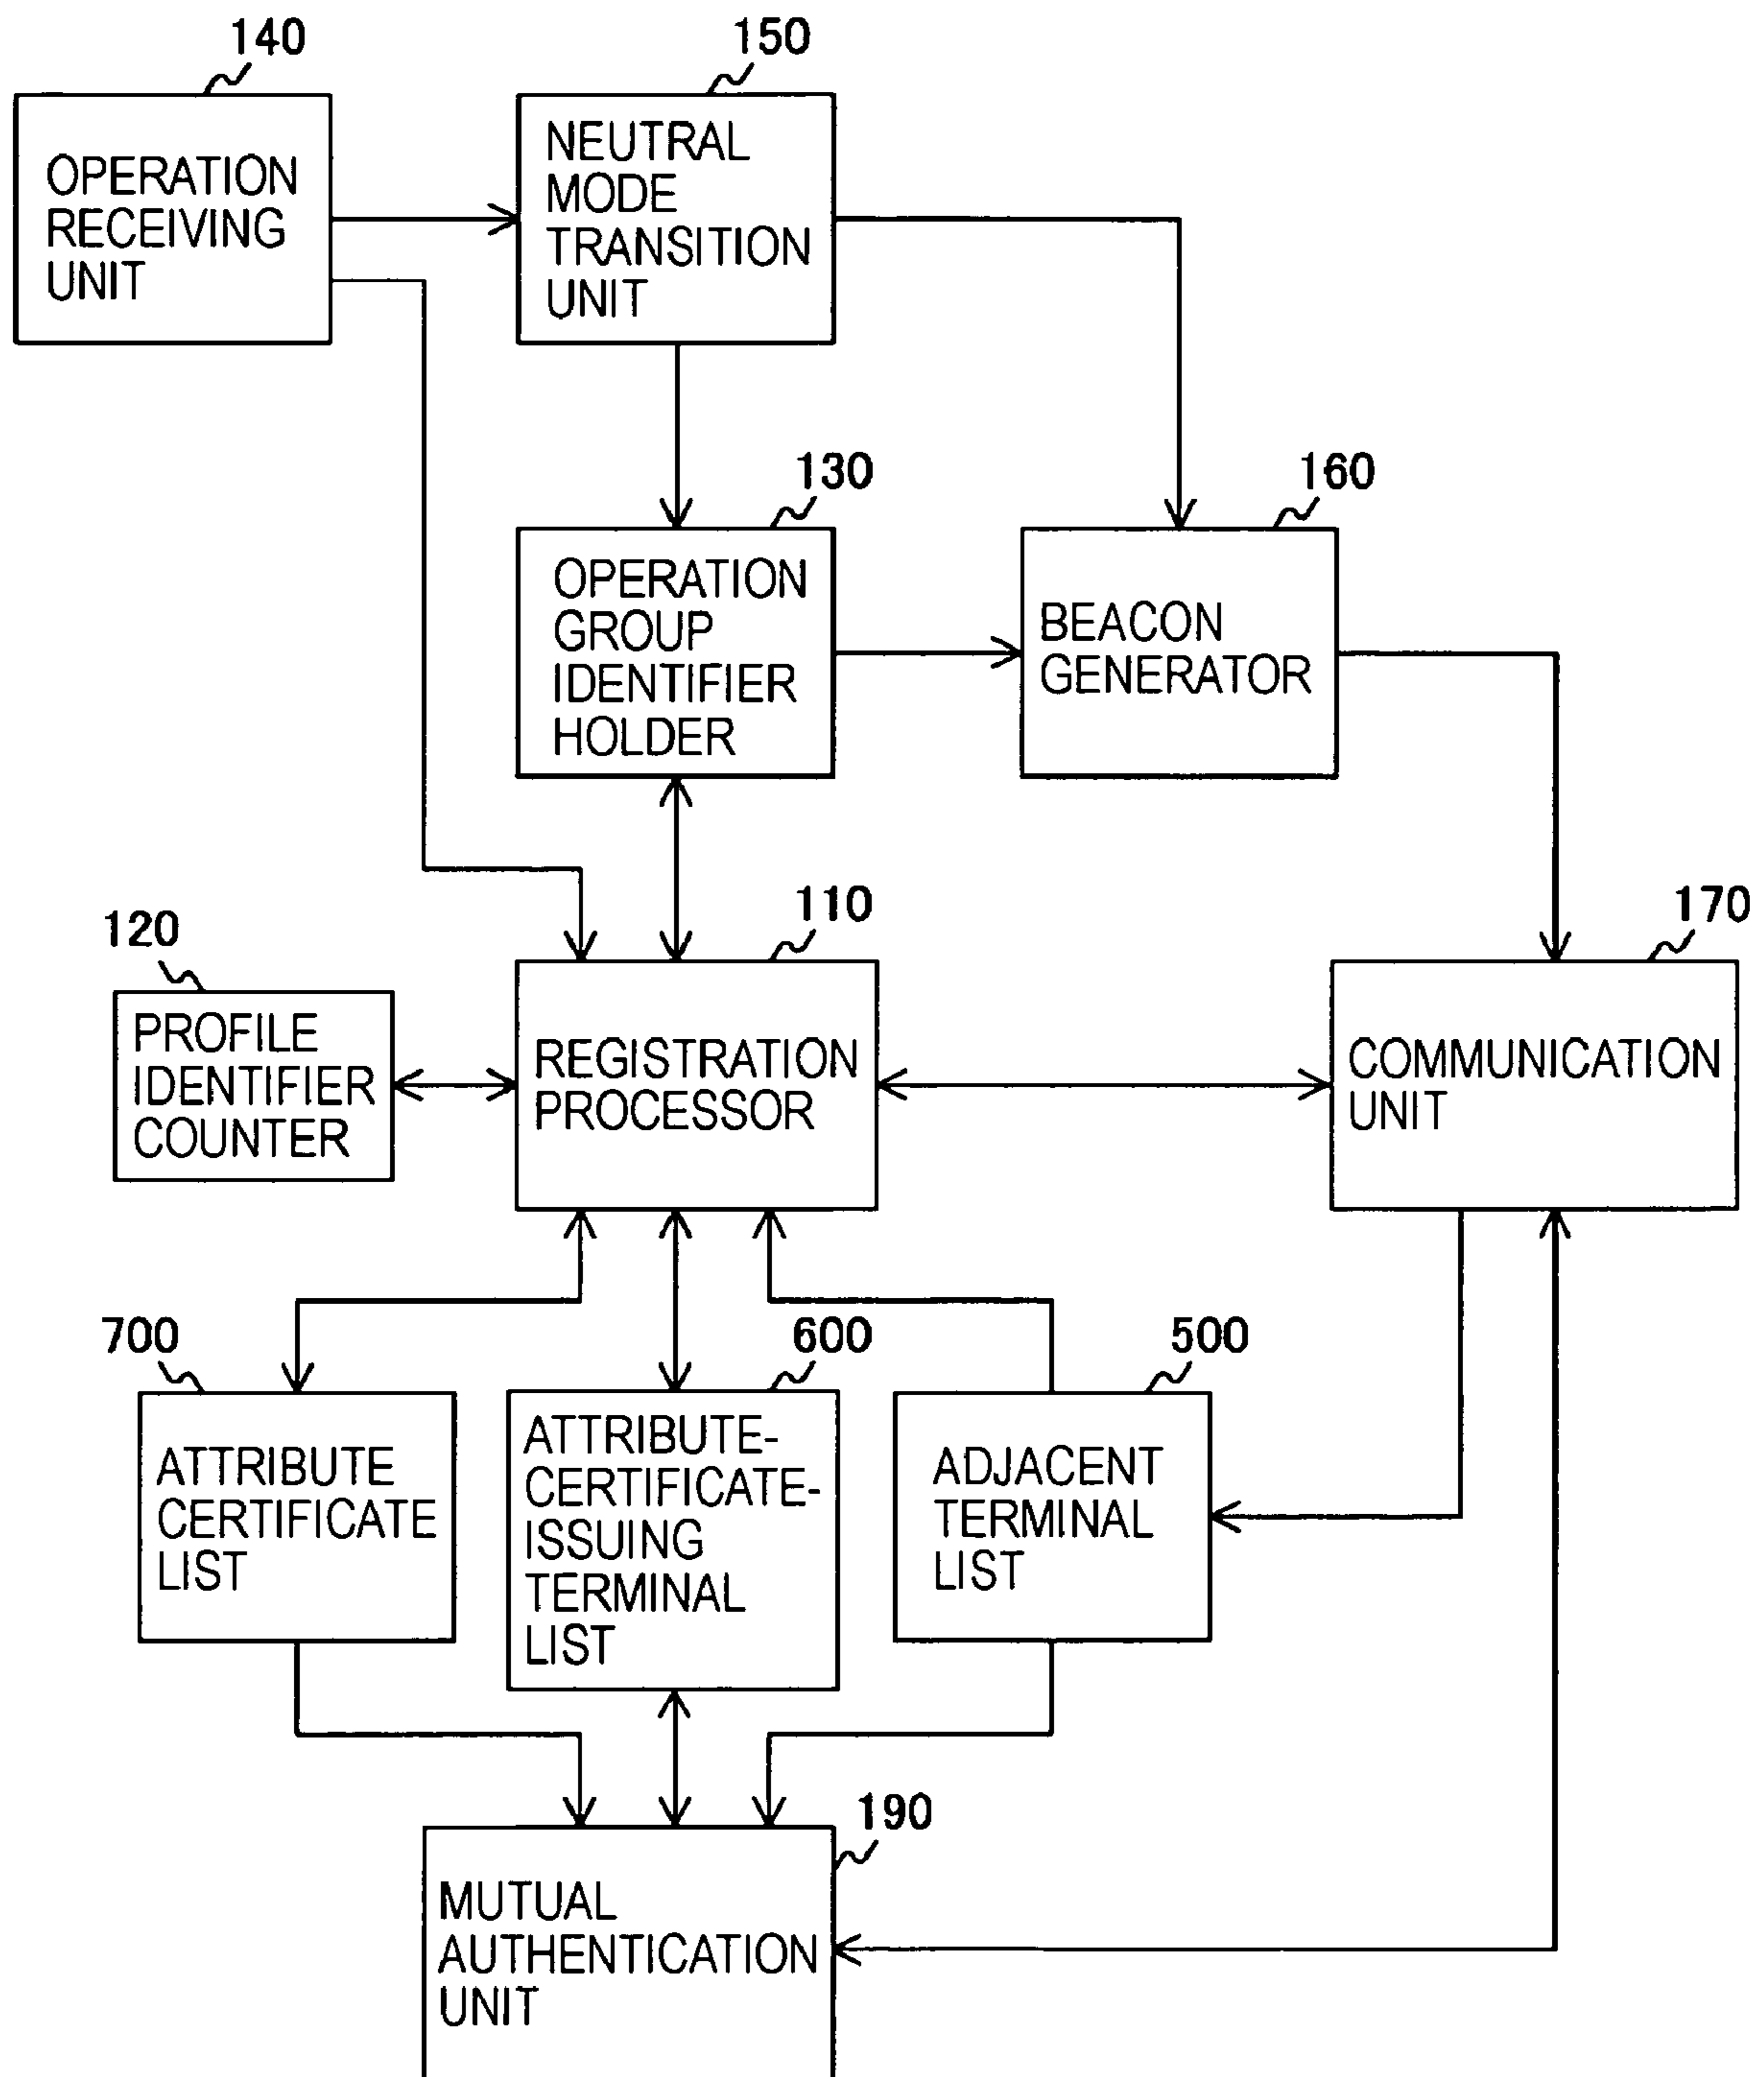 140
150
OPERATION
RECEIVING
UNIT
NEUTRAL
MODE
TRANSITION
UNIT
130
160
OPERATION
GROUP
IDENTIFIER
HOLDER
BEACON
GENERATOR
120
110
170
PROFILE
IDENTIFIER
COUNTER
REGISTRATION
PROCESSOR
COMMUNICATION
UNIT
700
600
500
ATTRIBUTE
CERTIFICATE
LIST
ATTRIBUTE-
CERTIFICATE-
ISSUING
TERMINAL
LIST
ADJACENT
TERMINAL
LIST
190
MUTUAL
AUTHENTICATION
UNIT